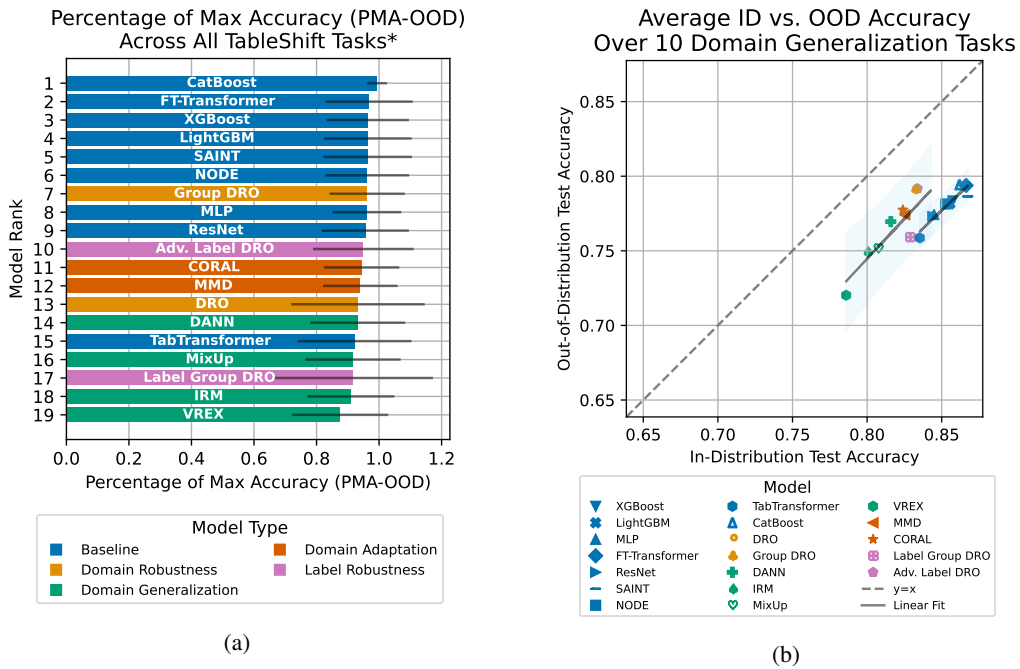 Percentage of Max Accuracy (PMA-OOD)
Across All TableShift Tasks*
Model Rank
1 CatBoost
2 FT-Transformer
3 XGBoost
4 LightGBM
5 SAINT
6 NODE
7 Group DRO
8 MLP
9 ResNet
10 Adv. Label DRO
11 CORAL
12 MMD
13 DRO
14 DANN
15 TabTransformer
16 MixUp
17 Label Group DRO
18 IRM
19 VREX
0.0 0.2 0.4 0.6 0.8 1.0 1.2
Percentage of Max Accuracy (PMA-OOD)
Model Type
Baseline Domain Adaptation
Domain Robustness Label Robustness
Domain Generalization
(a)
Average ID vs. OOD Accuracy
Over 10 Domain Generalization Tasks
Out-of-Distribution Test Accuracy
0.85
0.80
0.75
0.70
0.65
0.65 0.70 0.75 0.80 0.85
In-Distribution Test Accuracy
Model
XGBoost TabTransformer VREX
LightGBM CatBoost MMD
MLP DRO CORAL
FT-Transformer Group DRO Label Group DRO
ResNet DANN Adv. Label DRO
SAINT IRM y=x
NODE MixUp Linear Fit
(b)